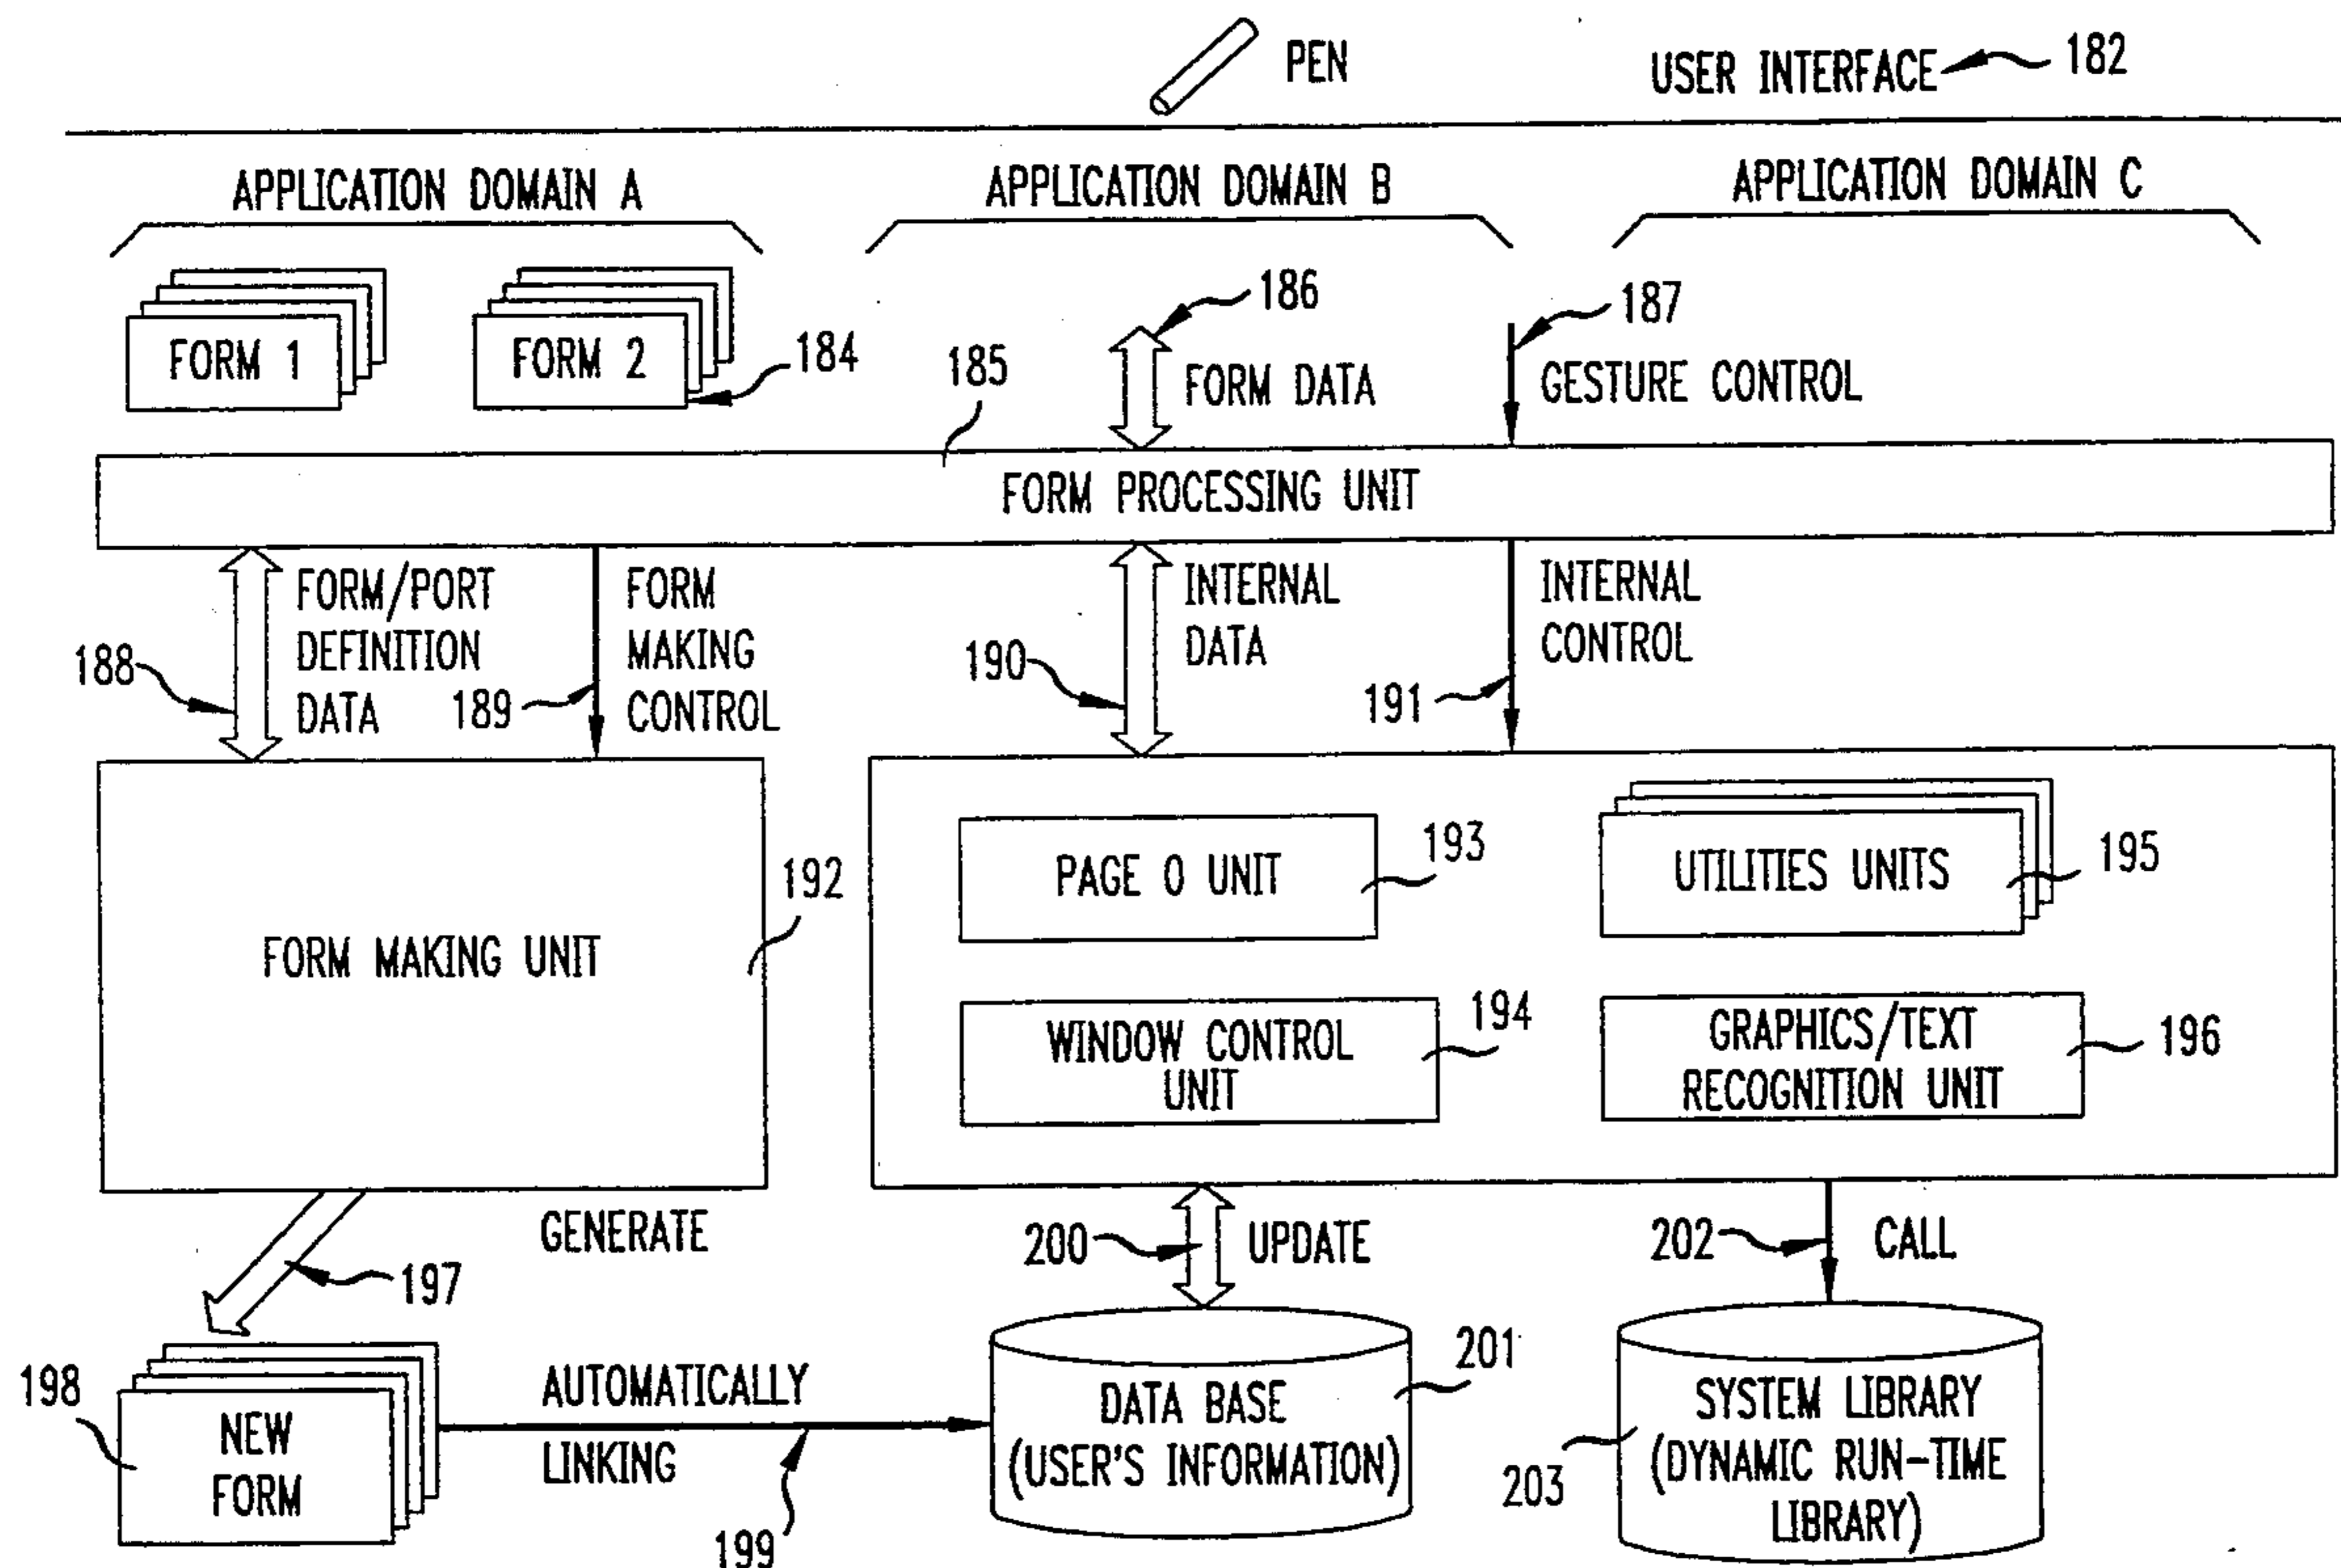 PEN
USER INTERFACE 182
APPLICATION DOMAIN A
APPLICATION DOMAIN B
APPLICATION DOMAIN C
FORM 1
FORM 2
184
185
186
FORM DATA
187
GESTURE CONTROL
FORM PROCESSING UNIT
188
FORM/PORT
DEFINITION
DATA
189
FORM
MAKING
CONTROL
190
INTERNAL
DATA
191
INTERNAL
CONTROL
FORM MAKING UNIT
192
PAGE 0 UNIT
193
UTILITIES UNITS
195
WINDOW CONTROL
UNIT
194
GRAPHICS/TEXT
RECOGNITION UNIT
196
GENERATE
197
200
UPDATE
202
CALL
198
NEW
FORM
AUTOMATICALLY
LINKING
199
DATA BASE
(USER'S INFORMATION)
201
SYSTEM LIBRARY
(DYNAMIC RUN-TIME
LIBRARY)
203